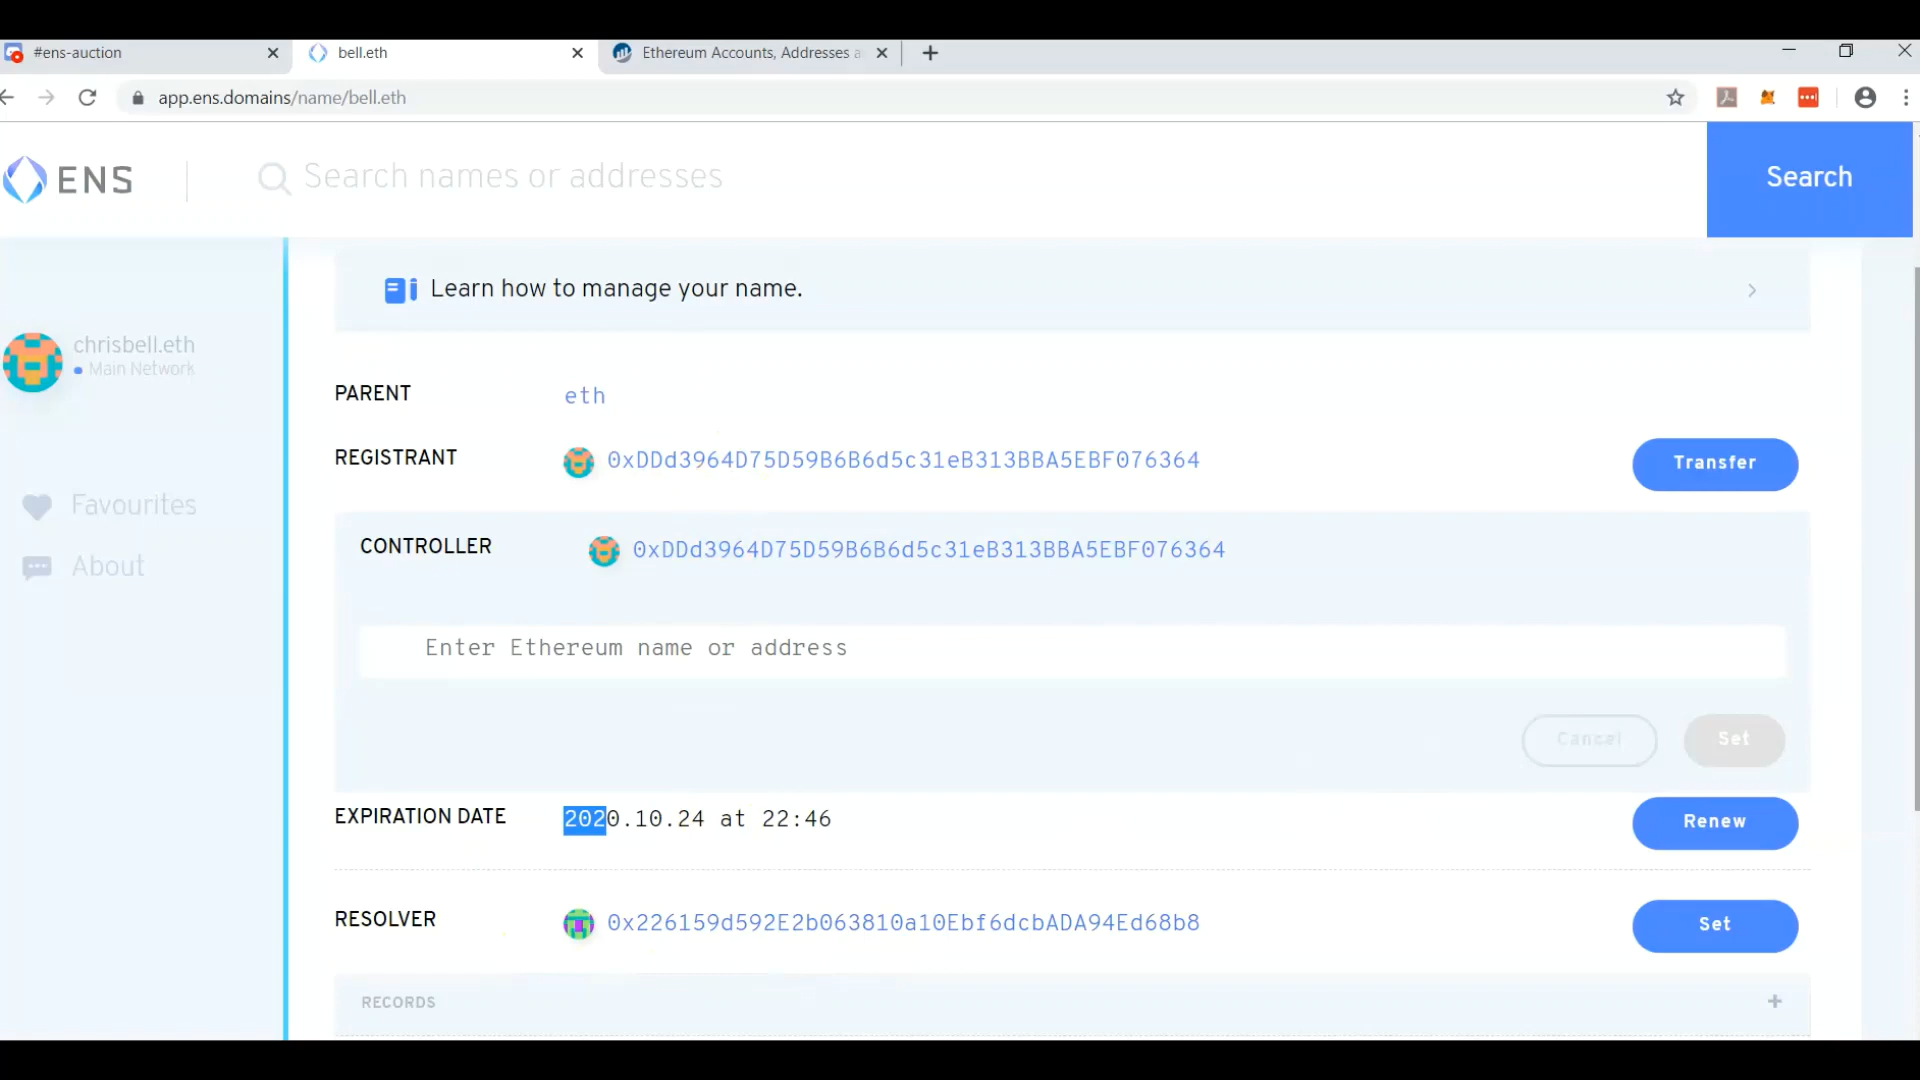 #ens-auction
bell.eth
Ethereum Accounts, Addresses a
app.ens.domains/name/bell.eth
ENS
Search names or addresses
Search
Learn how to manage your name.
chrisbell.eth
Main Network
PARENT
eth
REGISTRANT
0xDDd3964D75D59B6B6d5c31eB313BBA5EBF076364
Transfer
Favourites
CONTROLLER
0xDDd3964D75D59B6B6d5c31eB313BBA5EBF076364
About
Enter Ethereum name or address
Cancel
Set
EXPIRATION DATE
2020.10.24 at 22:46
Renew
RESOLVER
0x226159d592E2b063810a10Ebf6dcbADA94Ed68b8
Set
RECORDS